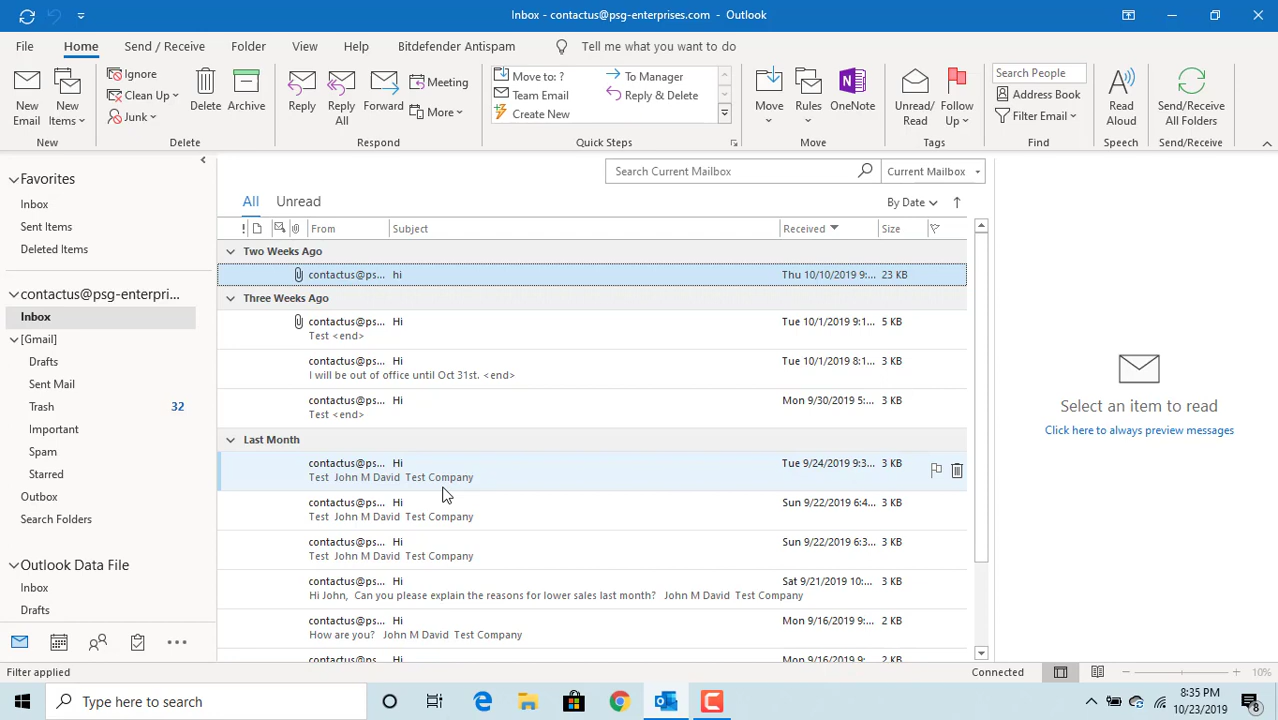 Inbox - contactus@psg-enterprises.com - Outlook
File Home Send / Receive Folder View Help Bitdefender Antispam Tell me what you want to do
New Email
New Items
New
Ignore
Clean Up
Junk
Delete
Archive
Delete
Reply
Reply All
Forward
Meeting
More
Respond
Move to: ?
Team Email
Create New
To Manager
Reply & Delete
Quick Steps
Move
Rules
OneNote
Move
Unread/ Read
Follow Up
Tags
Search People
Address Book
Filter Email
Find
Read Aloud
Speech
Send/Receive All Folders
Send/Receive
Favorites
Inbox
Sent Items
Deleted Items
contactus@psg-enterpri...
Inbox
[Gmail]
Drafts
Sent Mail
Trash 32
Important
Spam
Starred
Outbox
Search Folders
Outlook Data File
Inbox
Drafts
Search Current Mailbox Current Mailbox
All Unread By Date
! From Subject Received Size
Two Weeks Ago
contactus@ps... hi Thu 10/10/2019 9:... 23 KB
Three Weeks Ago
contactus@ps... Hi Tue 10/1/2019 9:1... 5 KB
Test <end>
contactus@ps... Hi Tue 10/1/2019 8:1... 3 KB
I will be out of office until Oct 31st. <end>
contactus@ps... Hi Mon 9/30/2019 5:... 3 KB
Test <end>
Last Month
contactus@ps... Hi Tue 9/24/2019 9:3... 3 KB
Test John M David Test Company
contactus@ps... Hi Sun 9/22/2019 6:4... 3 KB
Test John M David Test Company
contactus@ps... Hi Sun 9/22/2019 6:3... 3 KB
Test John M David Test Company
contactus@ps... Hi Sat 9/21/2019 10:... 3 KB
Hi John, Can you please explain the reasons for lower sales last month? John M David Test Company
contactus@ps... Hi Mon 9/16/2019 9:... 2 KB
How are you? John M David Test Company
contactus@ps... Hi Mon 9/16/2019 9:... 2 KB
Select an item to read
Click here to always preview messages
Filter applied Connected 10%
Type here to search
8:35 PM
10/23/2019
8